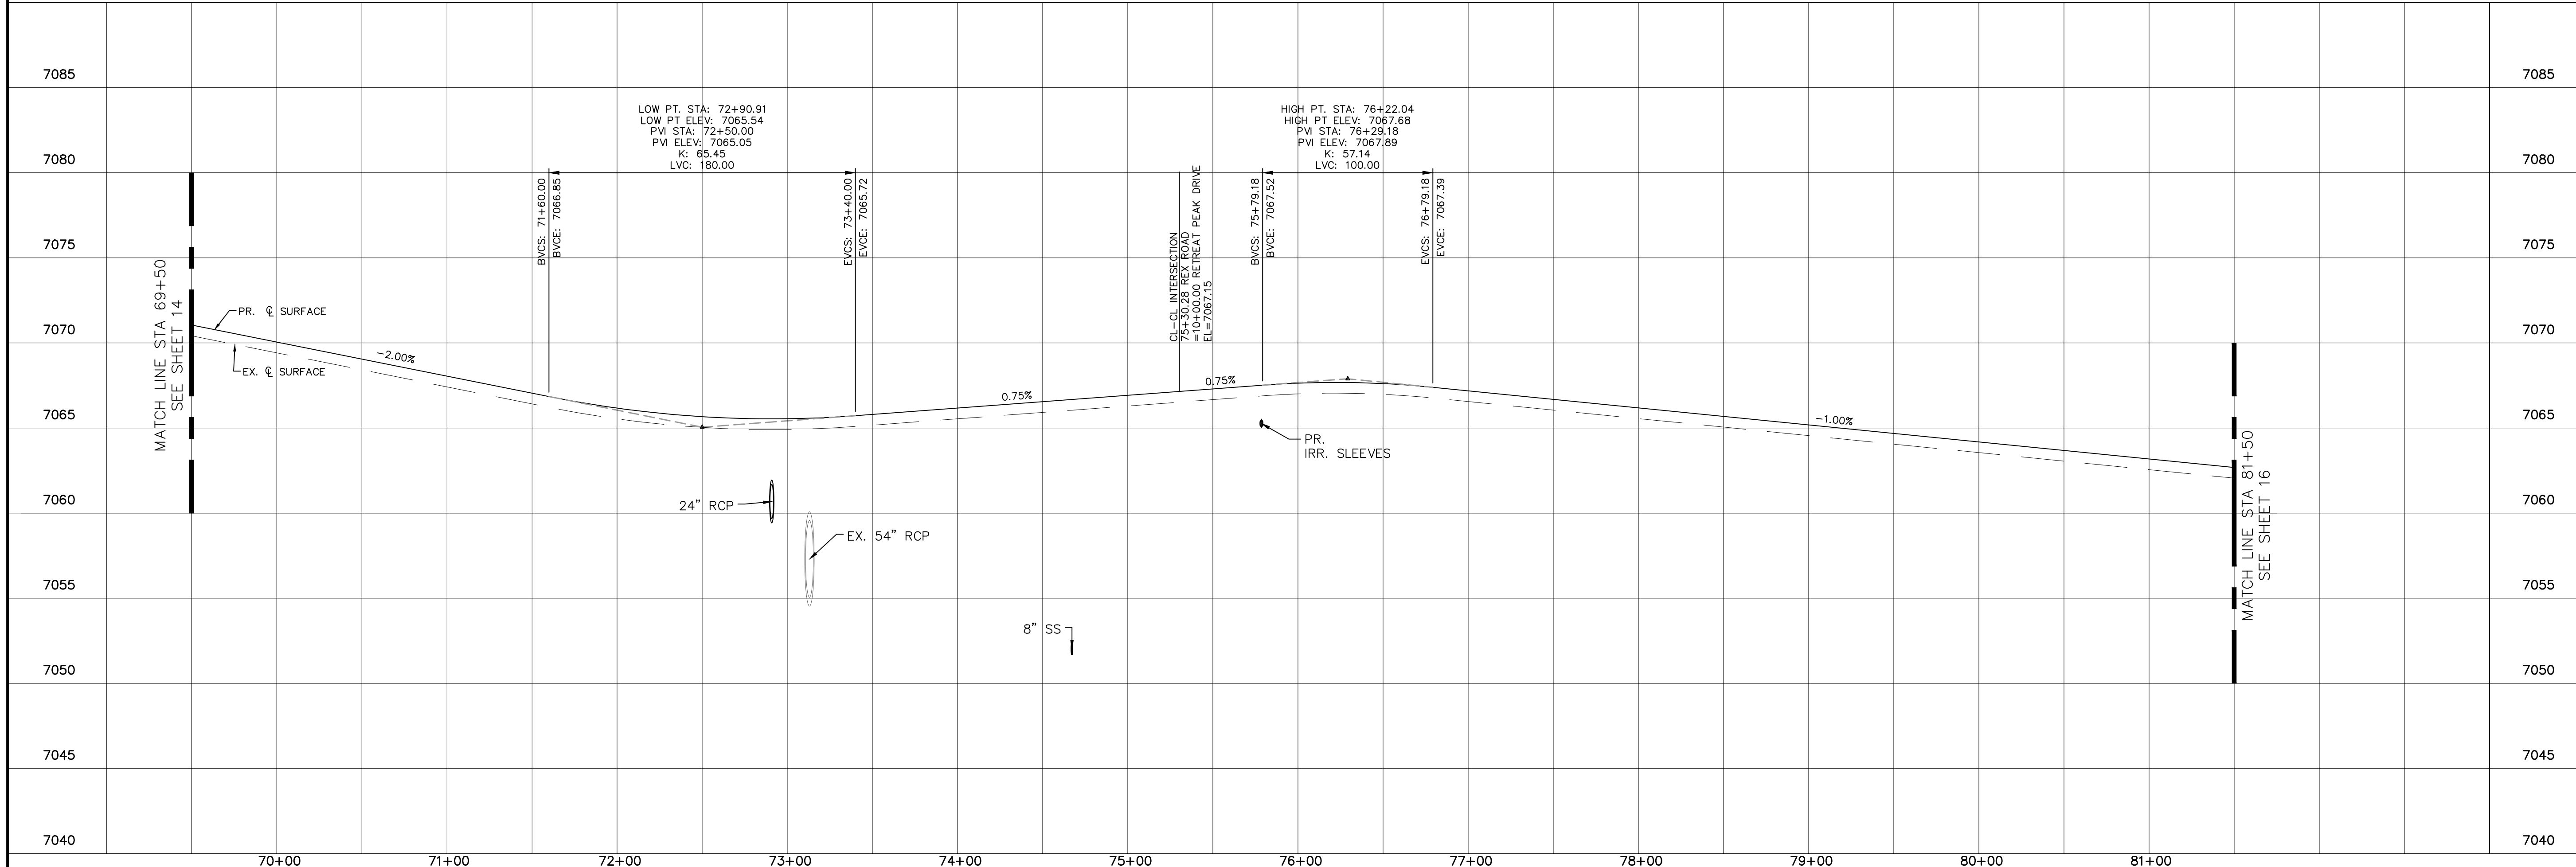 7085
7085
7080
7080
7075
7075
7070
7070
7065
7065
7060
7060
7055
7055
7050
7050
7045
7045
7040
7040
LOW PT. STA: 72+90.91
LOW PT ELEV: 7065.54
PVI STA: 72+50.00
PVI ELEV: 7065.05
K: 65.45
LVC: 180.00
BVCS: 71+60.00
BVCE: 7066.85
EVCS: 73+40.00
EVCE: 7065.72
CL-CL INTERSECTION
75+30.28 REX ROAD
=10+00.00 RETREAT PEAK DRIVE
EL=7067.15
HIGH PT. STA: 76+22.04
HIGH PT ELEV: 7067.68
PVI STA: 76+29.18
PVI ELEV: 7067.89
K: 57.14
LVC: 100.00
BVCS: 75+79.18
BVCE: 7067.52
EVCS: 76+79.18
EVCE: 7067.39
MATCH LINE STA 69+50
SEE SHEET 14
PR. ℄ SURFACE
EX. ℄ SURFACE
-2.00%
0.75%
0.75%
-1.00%
PR.
IRR. SLEEVES
24" RCP
EX. 54" RCP
8" SS
MATCH LINE STA 81+50
SEE SHEET 16
70+00
71+00
72+00
73+00
74+00
75+00
76+00
77+00
78+00
79+00
80+00
81+00